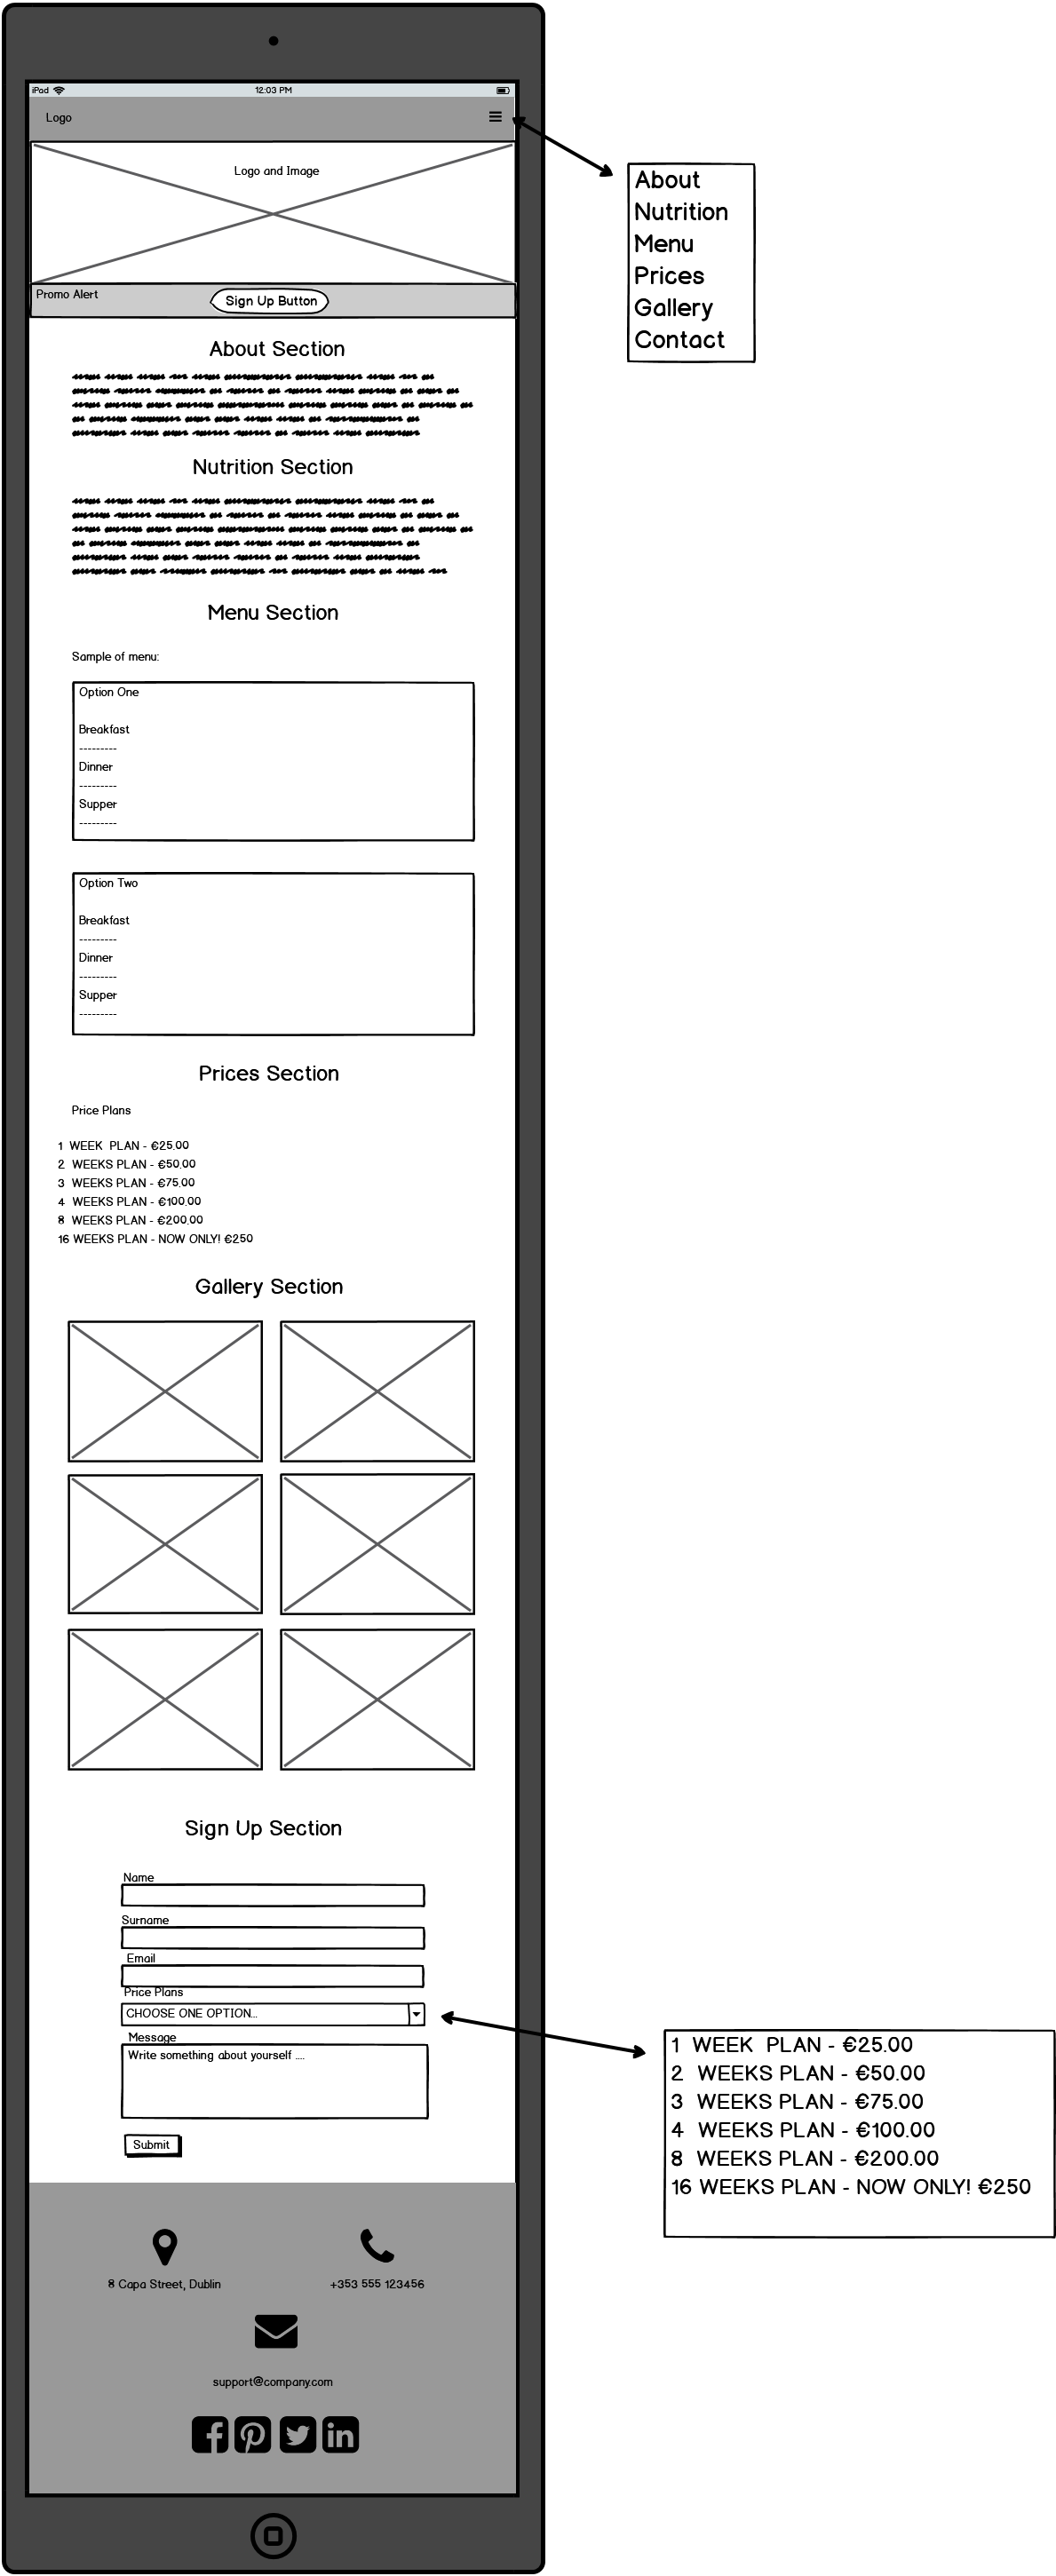 iPad
12:03 PM
Logo
Logo and Image
Promo Alert
Sign Up Button
About
Nutrition
Menu
Prices
Gallery
Contact
About Section
Nutrition Section
Menu Section
Sample of menu:
Option One
Breakfast
---------
Dinner
---------
Supper
---------
Option Two
Breakfast
---------
Dinner
---------
Supper
---------
Prices Section
Price Plans
1 WEEK PLAN - €25.00
2 WEEKS PLAN - €50.00
3 WEEKS PLAN - €75.00
4 WEEKS PLAN - €100.00
8 WEEKS PLAN - €200.00
16 WEEKS PLAN - NOW ONLY! €250
Gallery Section
Sign Up Section
Name
Surname
Email
Price Plans
CHOOSE ONE OPTION...
Message
Write something about yourself ....
Submit
1 WEEK PLAN - €25.00
2 WEEKS PLAN - €50.00
3 WEEKS PLAN - €75.00
4 WEEKS PLAN - €100.00
8 WEEKS PLAN - €200.00
16 WEEKS PLAN - NOW ONLY! €250
8 Capa Street, Dublin
+353 555 123456
support@company.com